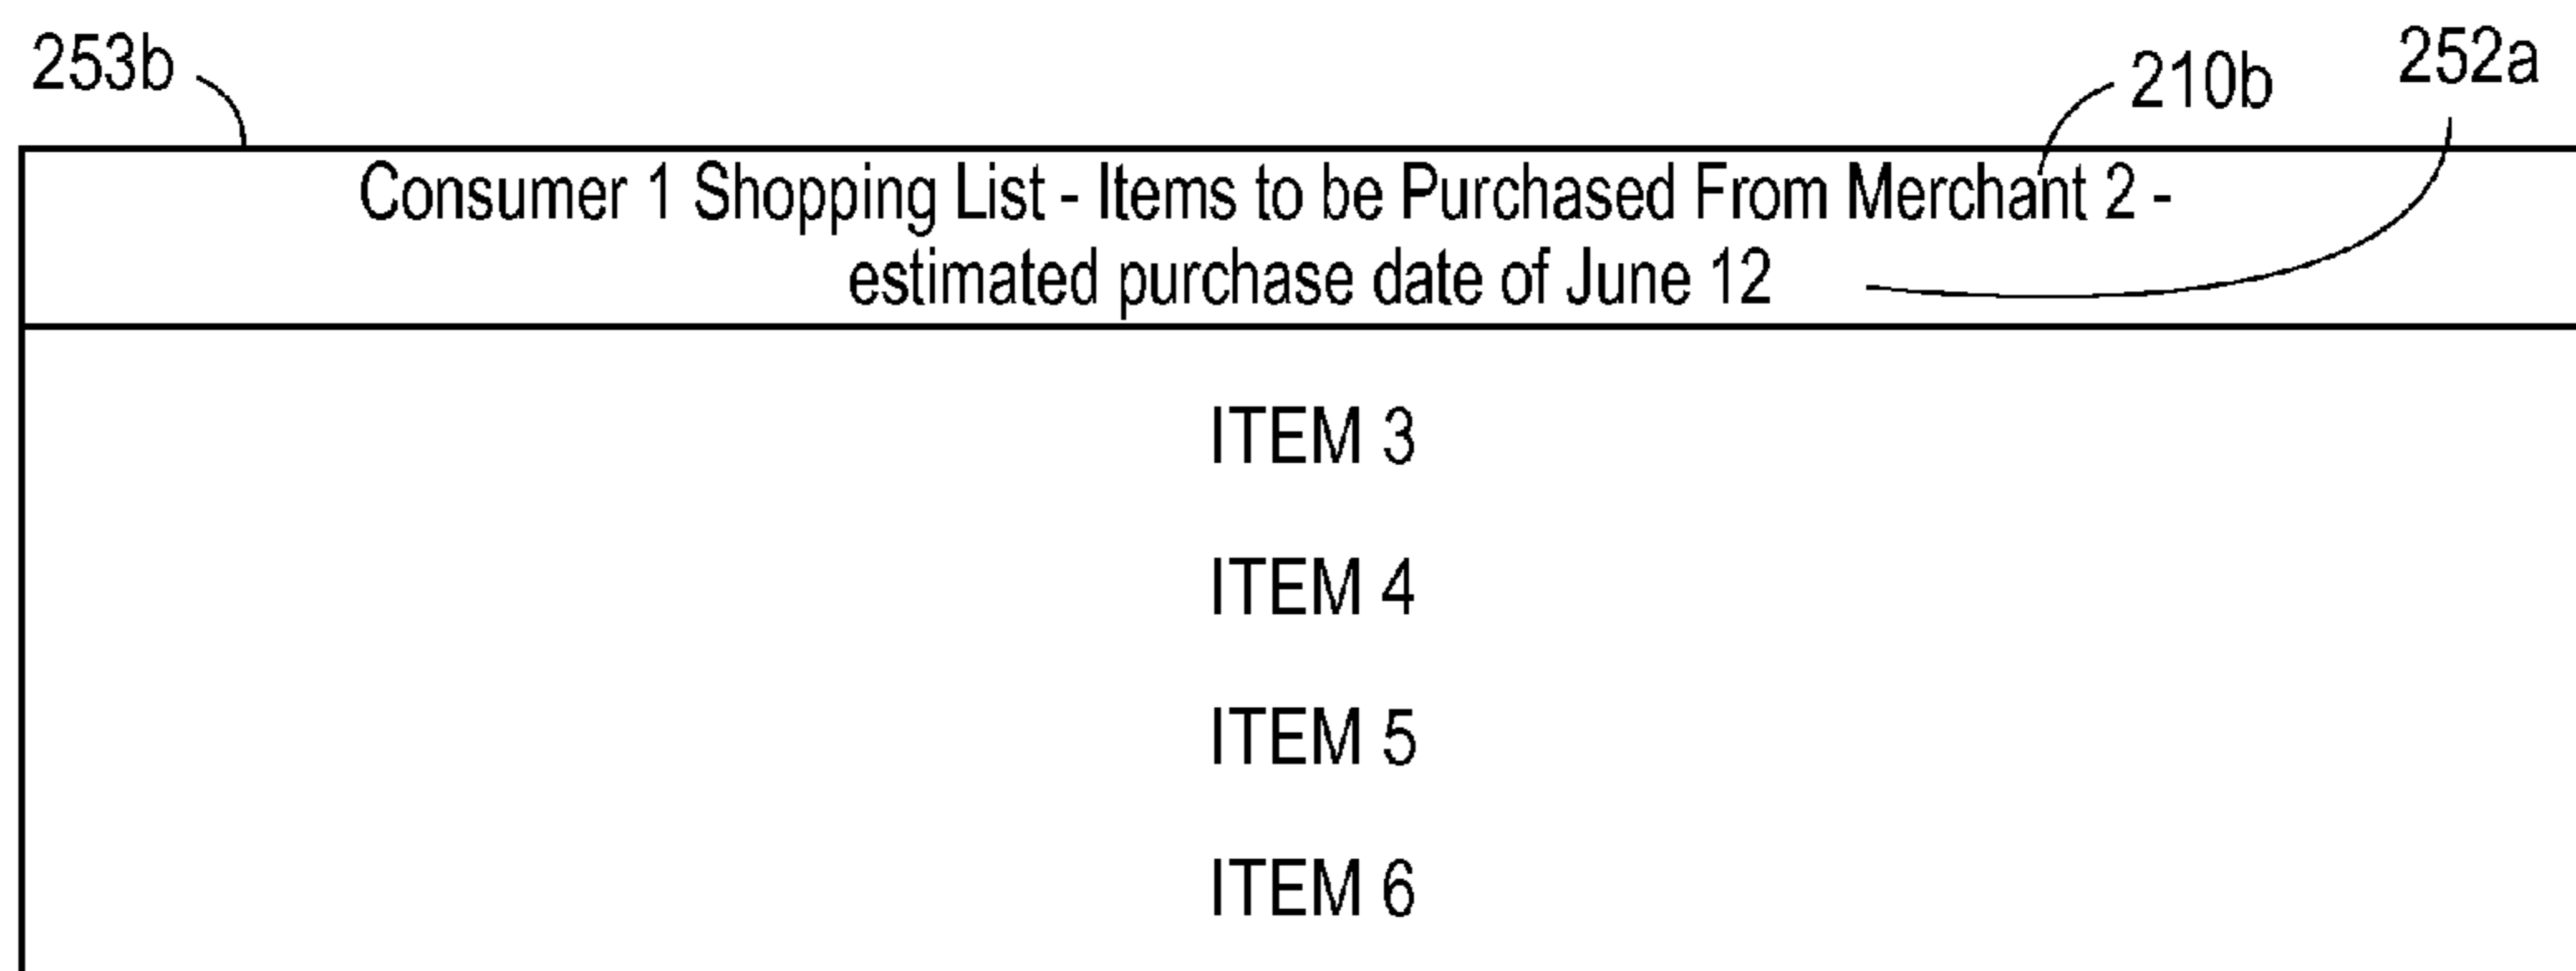 253b
210b
252a
Consumer 1 Shopping List - Items to be Purchased From Merchant 2 -
estimated purchase date of June 12
ITEM 3
ITEM 4
ITEM 5
ITEM 6